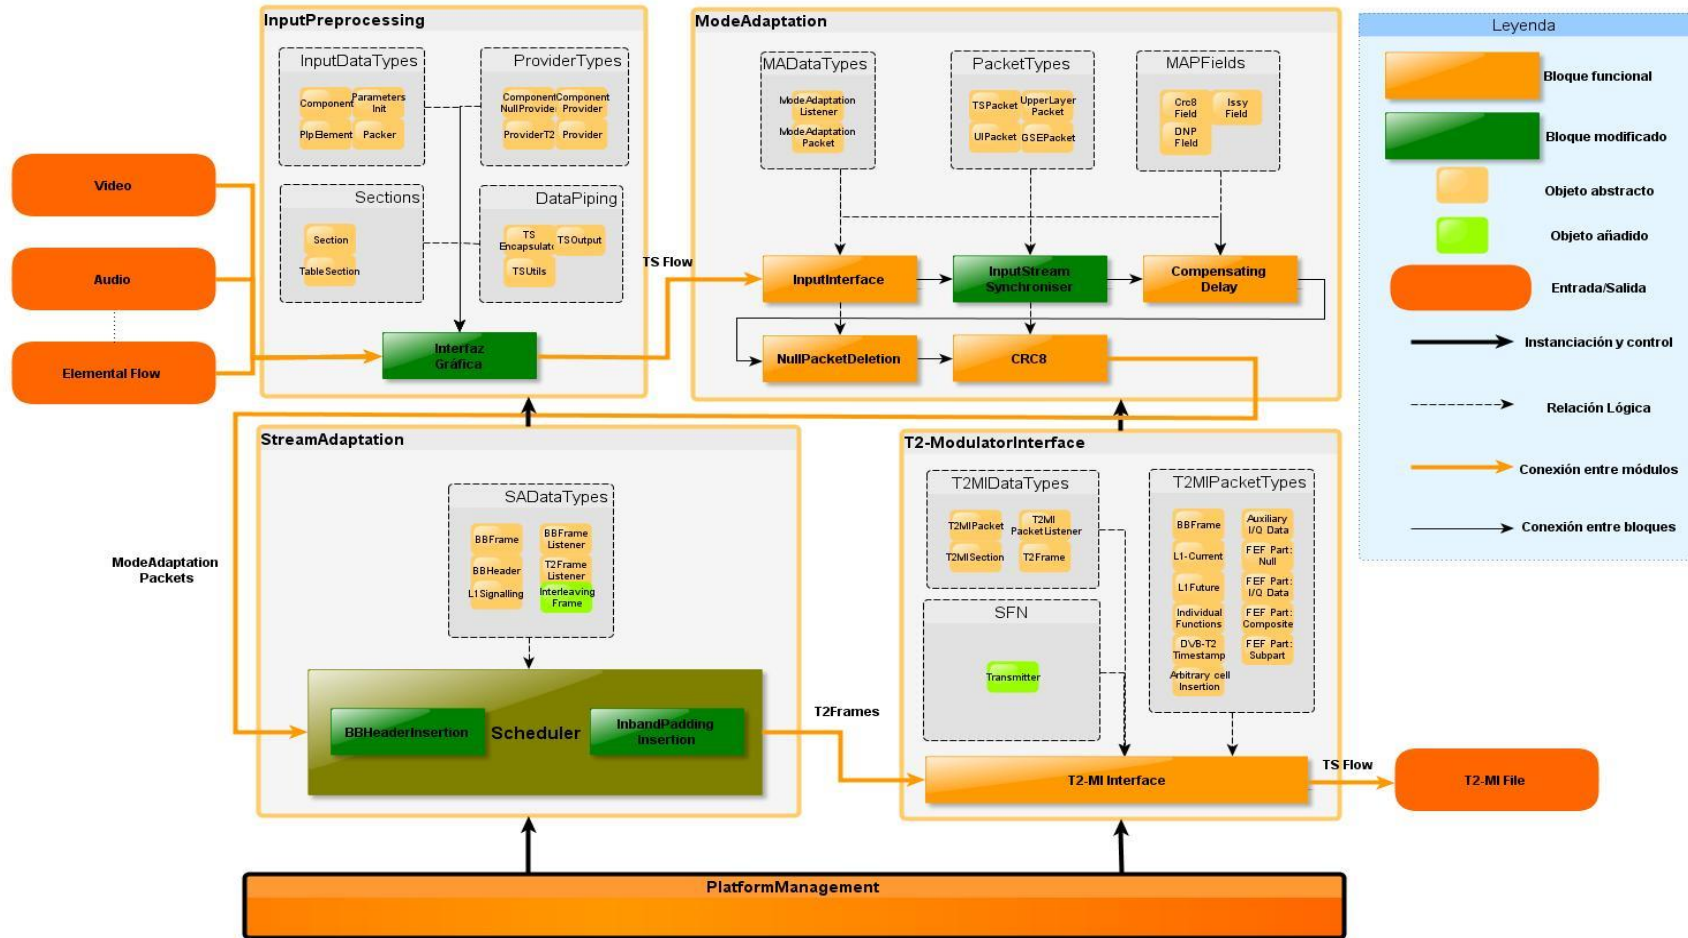 InputPreprocessing
InputDataTypes
Component
Parameters
Init
PlpElement
Packer
ProviderTypes
Component
NullProvide
Component
Provider
ProviderT2
Provider
Sections
Section
TableSection
DataPiping
TS
Encapsulato
TSOutput
TSUtils
Interfaz
Gráfica
Video
Audio
Elemental Flow
TS Flow
ModeAdaptation
MADataTypes
ModeAdaptation
Listener
ModeAdaptation
Packet
PacketTypes
TSPacket
UpperLayer
Packet
UIPacket
GSEPacket
MAPFields
Crc8
Field
Issy
Field
DNP
Field
InputInterface
InputStream
Synchroniser
Compensating
Delay
NullPacketDeletion
CRC8
Leyenda
Bloque funcional
Bloque modificado
Objeto abstracto
Objeto añadido
Entrada/Salida
Instanciación y control
Relación Lógica
Conexión entre módulos
Conexión entre bloques
ModeAdaptation
Packets
StreamAdaptation
SADataTypes
BBFrame
BBFrame
Listener
BBHeader
T2Frame
Listener
L1Signalling
Interleaving
Frame
BBHeaderInsertion
Scheduler
InbandPadding
Insertion
T2Frames
T2-ModulatorInterface
T2MIDataTypes
T2MIPacket
T2MI
PacketListener
T2MISection
T2Frame
SFN
Transmitter
T2MIPacketTypes
BBFrame
Auxiliary
I/Q Data
L1-Current
FEF Part:
Null
L1Future
FEF Part:
I/Q Data
Individual
Functions
FEF Part:
Composite
DVB-T2
Timestamp
FEF Part:
Subpart
Arbitrary cell
Insertion
T2-MI Interface
TS Flow
T2-MI File
PlatformManagement